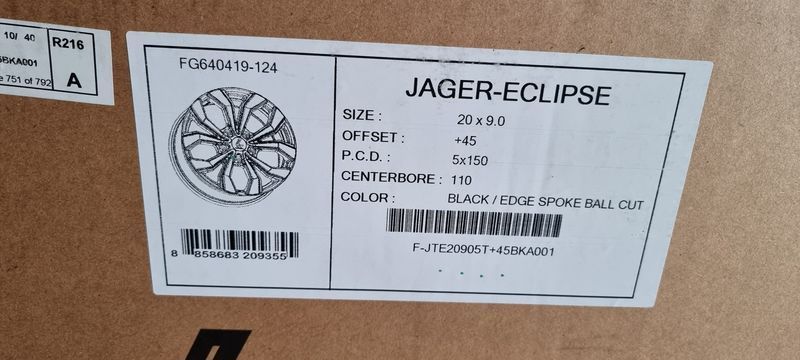 10/ 40
R216
5BKA001
751 of 792
A
FG640419-124
JAGER-ECLIPSE
SIZE : 20 x 9.0
OFFSET : +45
P.C.D. : 5x150
CENTERBORE : 110
COLOR : BLACK / EDGE SPOKE BALL CUT
F-JTE20905T+45BKA001
8 858683 209355